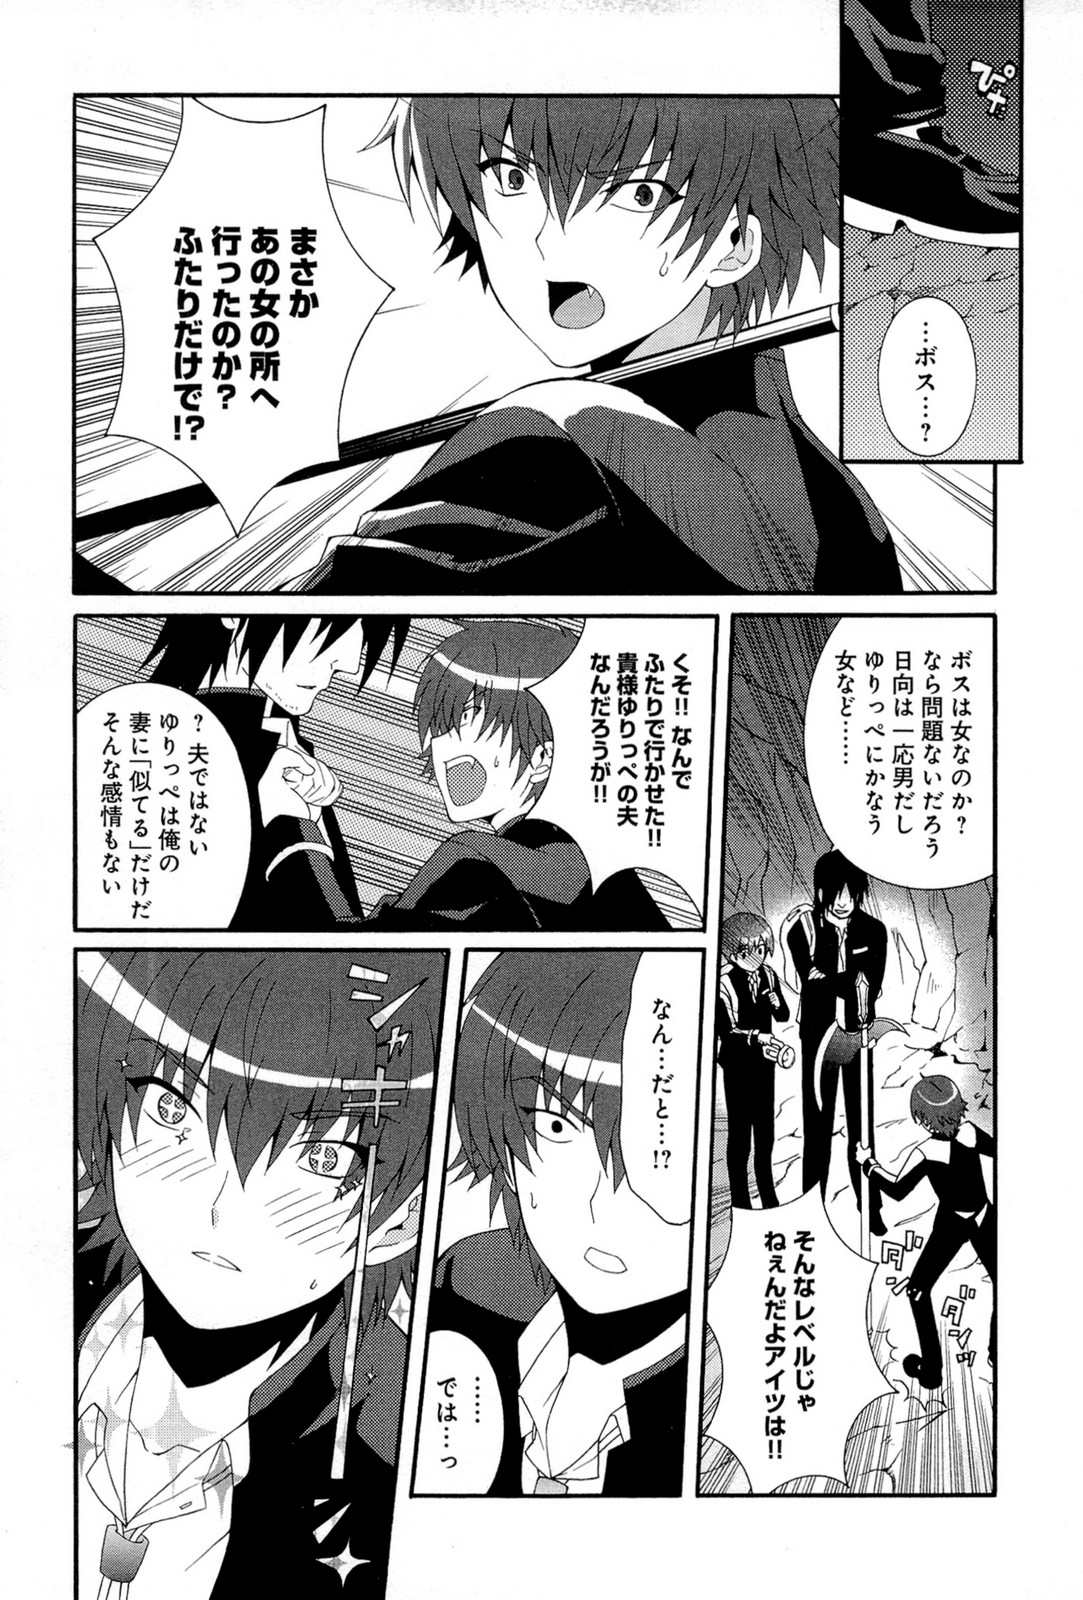 ぴた
…ボス…?
まさか
あの女の所へ
行ったのか?
ふたりだけで!?
ボスは女なのか?
なら問題ないだろう
日向は一応男だし
ゆりっぺにかなう
女など……
そんなレベルじゃ
ねぇんだよアイツは!!
ダンッ
ダンッ
くそ!! なんで
ふたりで行かせた!!
貴様ゆりっぺの夫
なんだろうが!!
? 夫ではない
ゆりっぺは俺の
妻に「似てる」だけだ
そんな感情もない
なん…だと…!?
……
では…っ
シャキーン